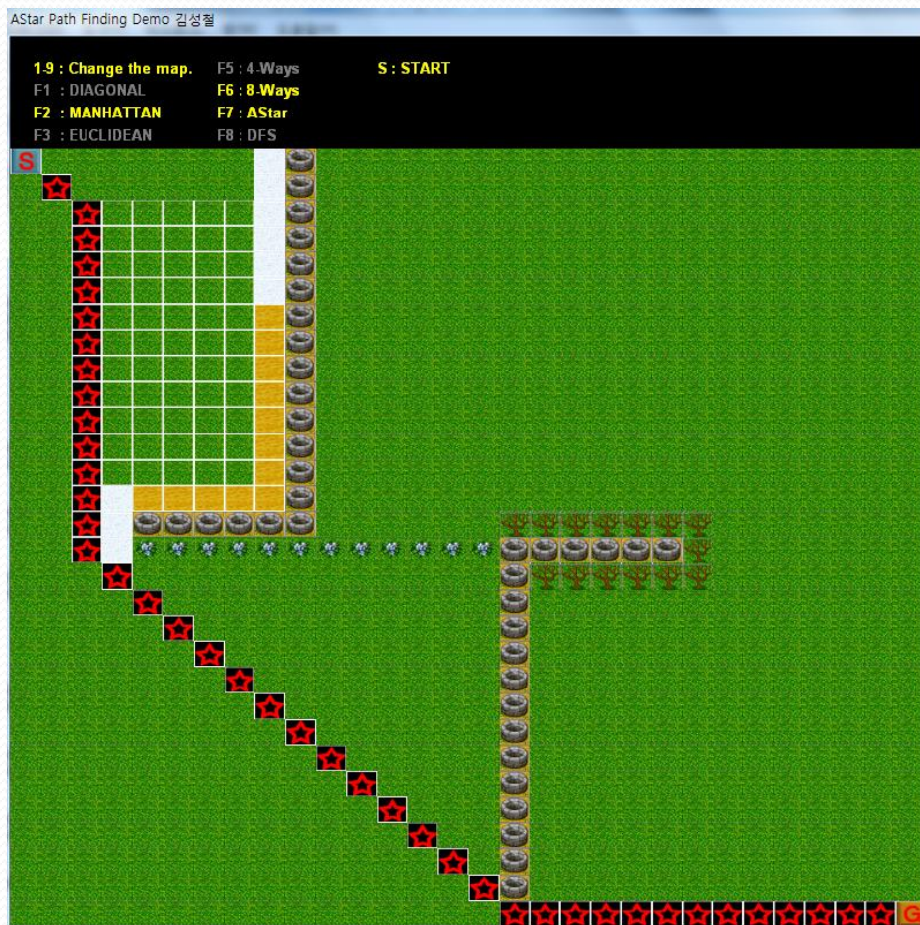 AStar Path Finding Demo 김성철
1-9 : Change the map. F5 : 4-Ways S : START
F1 : DIAGONAL F6 : 8-Ways
F2 : MANHATTAN F7 : AStar
F3 : EUCLIDEAN F8 : DFS
S
G